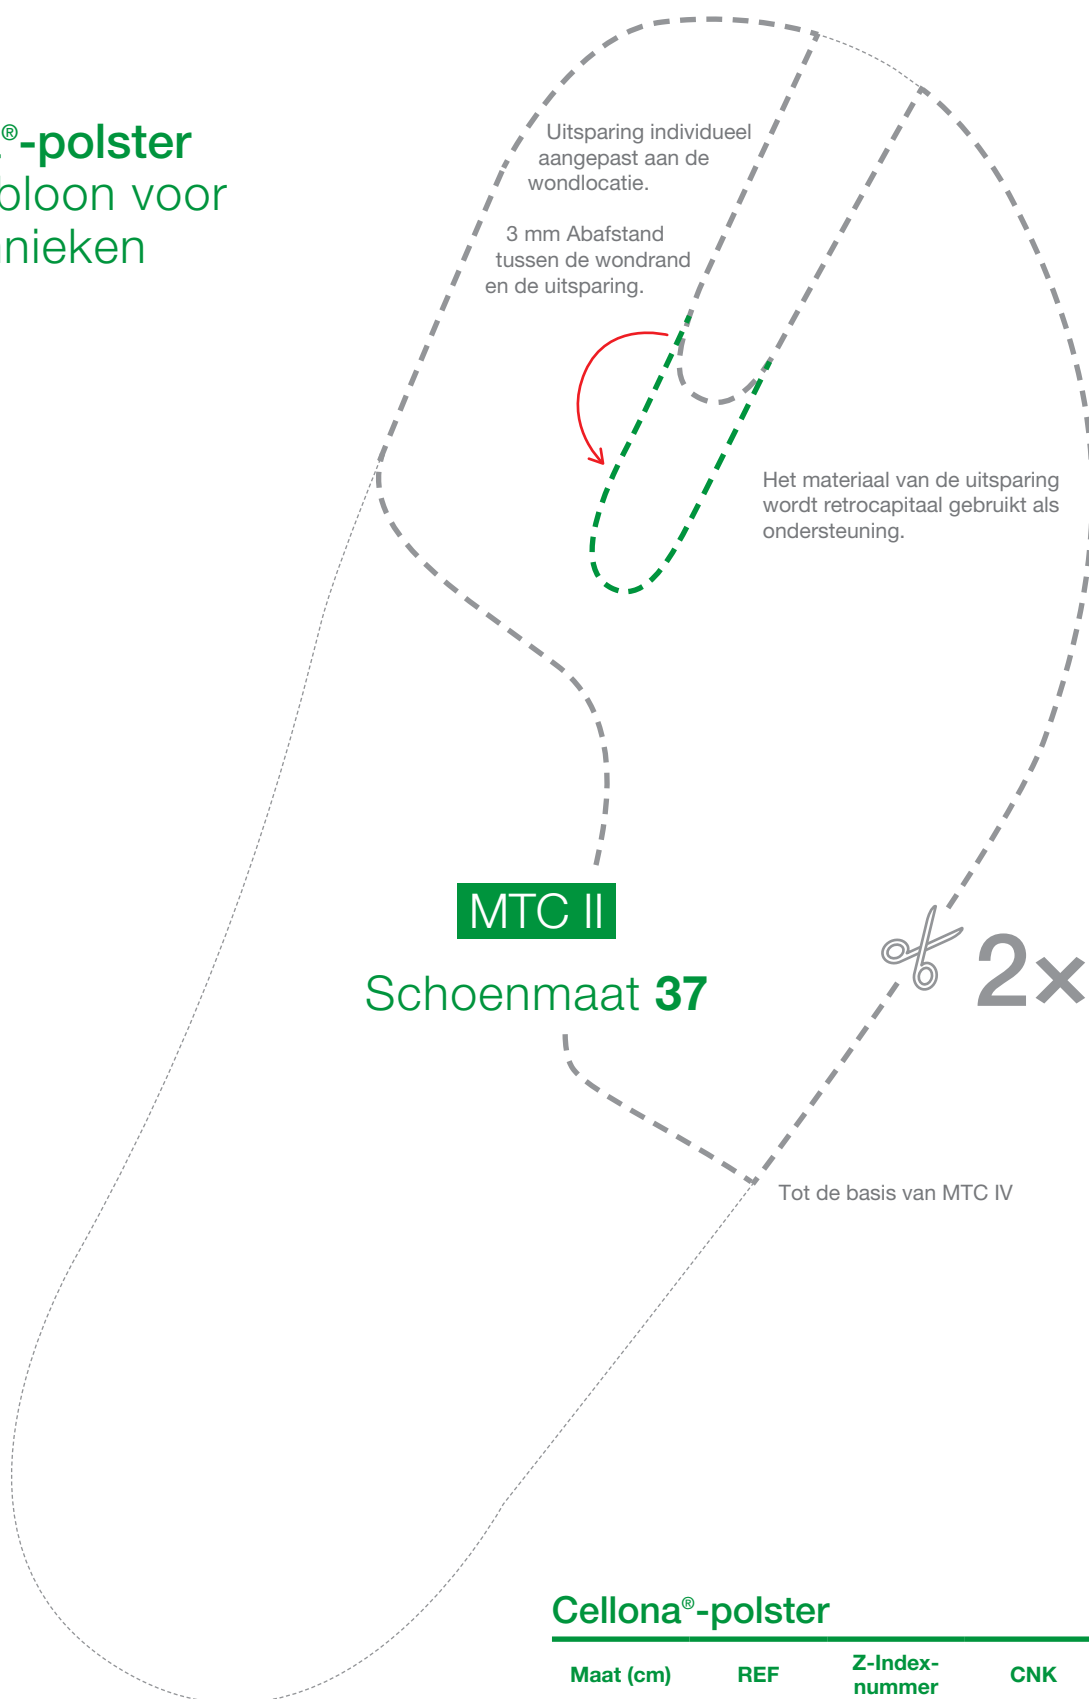 ®-polster
bloon voor
nieken
Uitsparing individueel
aangepast aan de
wondlocatie.
3 mm Abafstand
tussen de wondrand
en de uitsparing.
Het materiaal van de uitsparing
wordt retrocapitaal gebruikt als
ondersteuning.
MTC II
Schoenmaat 37
2×
Tot de basis van MTC IV
Cellona®-polster
Maat (cm) REF Z-Index-nummer CNK